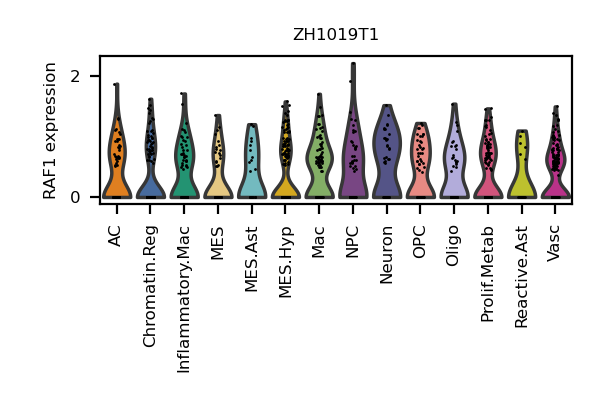 ZH1019T1
RAF1 expression
2
0
AC
Chromatin.Reg
Inflammatory.Mac
MES
MES.Ast
MES.Hyp
Mac
NPC
Neuron
OPC
Oligo
Prolif.Metab
Reactive.Ast
Vasc